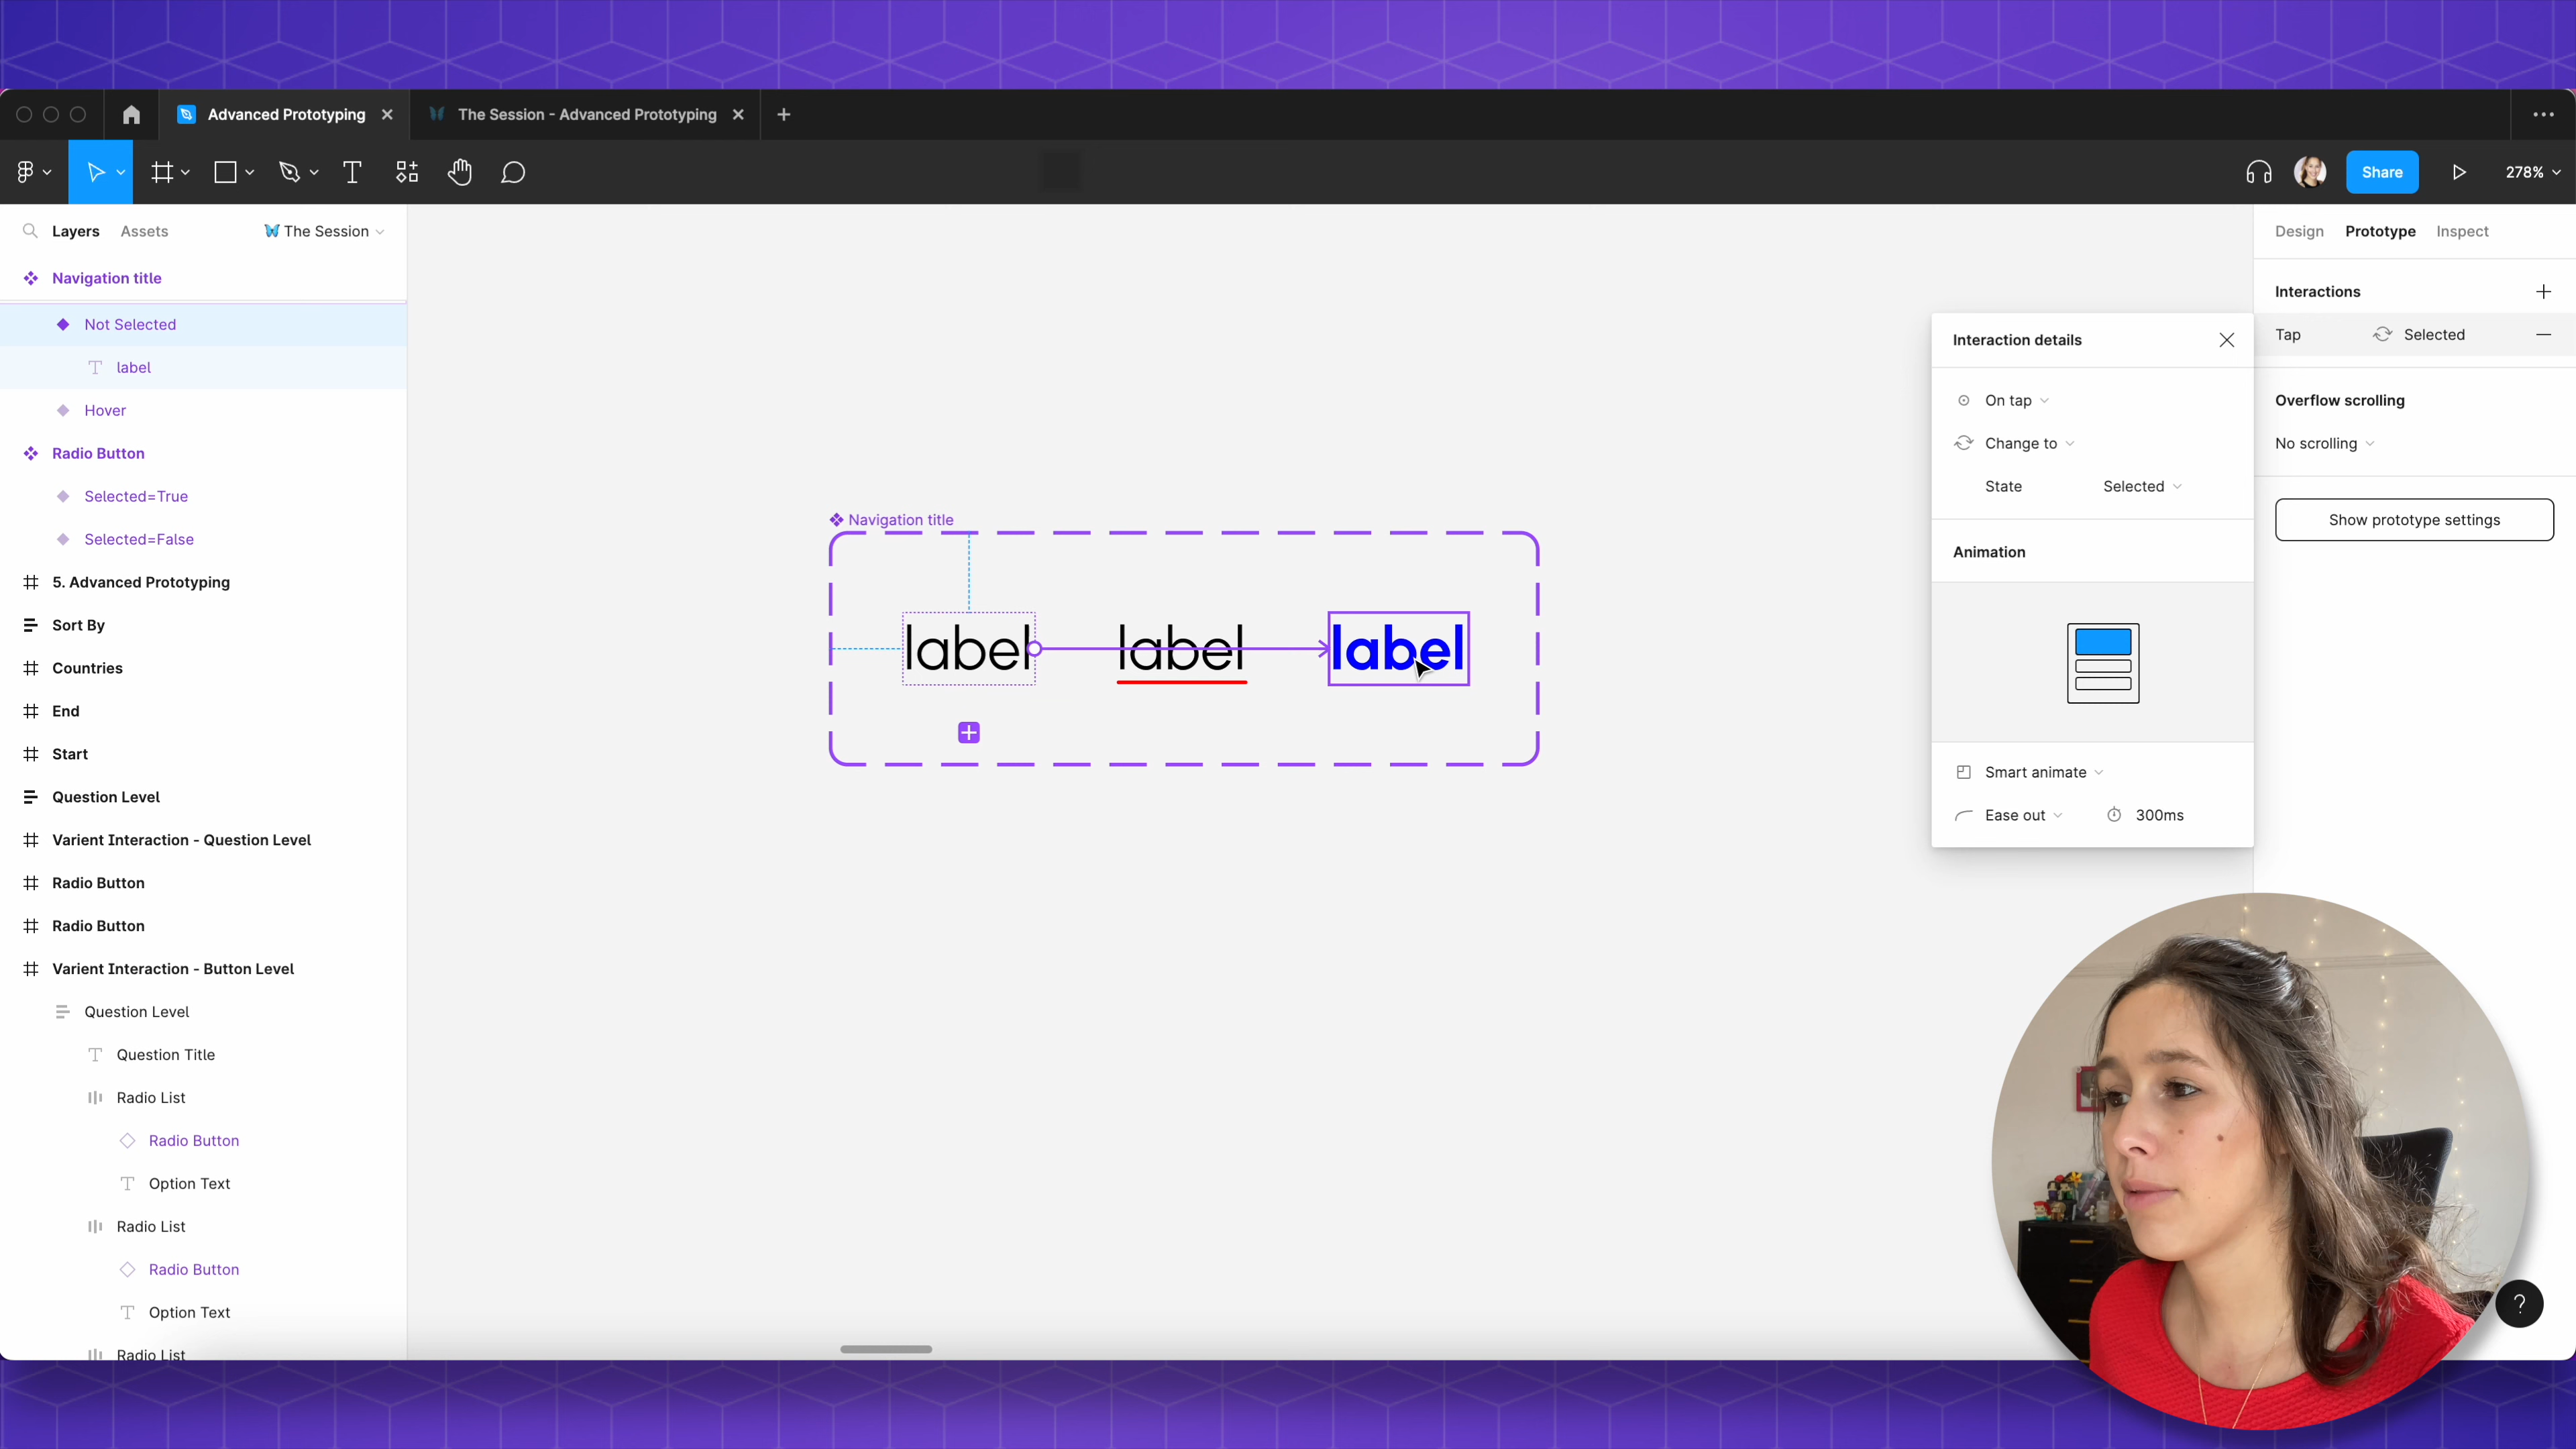 Advanced Prototyping
The Session - Advanced Prototyping
Share
278%
Layers
Assets
The Session
Navigation title
Not Selected
label
Hover
Radio Button
Selected=True
Selected=False
5. Advanced Prototyping
Sort By
Countries
End
Start
Question Level
Varient Interaction - Question Level
Radio Button
Radio Button
Varient Interaction - Button Level
Question Level
Question Title
Radio List
Radio Button
Option Text
Radio List
Radio Button
Option Text
Radio List
Navigation title
label label label
Interaction details
On tap
Change to
State Selected
Animation
Smart animate
Ease out 300ms
Design Prototype Inspect
Interactions
Tap Selected
Overflow scrolling
No scrolling
Show prototype settings
?